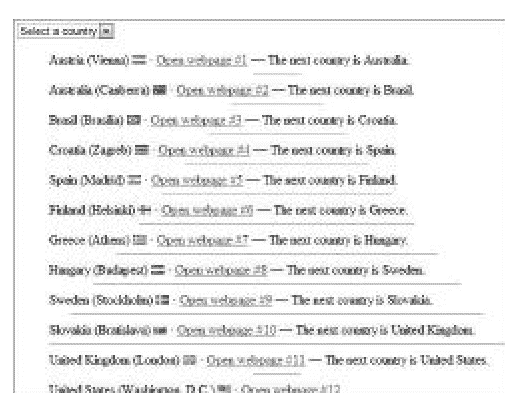 Select a country
Austria (Vienna) · Open webpage #1 — The next country is Australia.
Australia (Canberra) · Open webpage #2 — The next country is Brasil.
Brasil (Brasilia) · Open webpage #3 — The next country is Croatia.
Croatia (Zagreb) · Open webpage #4 — The next country is Spain.
Spain (Madrid) · Open webpage #5 — The next country is Finland.
Finland (Helsinki) · Open webpage #6 — The next country is Greece.
Greece (Athens) · Open webpage #7 — The next country is Hungary.
Hungary (Budapest) · Open webpage #8 — The next country is Sweden.
Sweden (Stockholm) · Open webpage #9 — The next country is Slovakia.
Slovakia (Bratislava) · Open webpage #10 — The next country is United Kingdom.
United Kingdom (London) · Open webpage #11 — The next country is United States.
United States (Washington, D.C.) · Open webpage #12